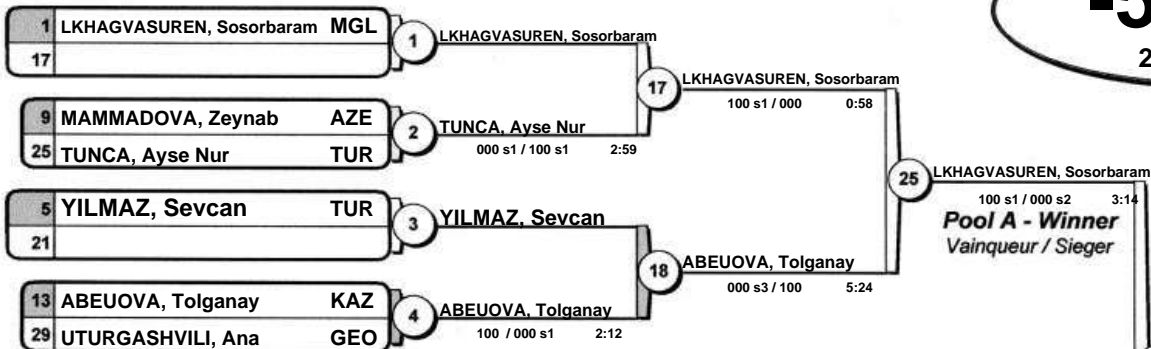 -5
2
1 LKHAGVASUREN, Sosorbaram MGL
17
1
LKHAGVASUREN, Sosorbaram
9 MAMMADOVA, Zeynab AZE
25 TUNCA, Ayse Nur TUR
2
TUNCA, Ayse Nur
000 s1 / 100 s1 2:59
17
LKHAGVASUREN, Sosorbaram
100 s1 / 000 0:58
5 YILMAZ, Sevcan TUR
21
3
YILMAZ, Sevcan
13 ABEUOVA, Tolganay KAZ
29 UTURGASHVILI, Ana GEO
4
ABEUOVA, Tolganay
100 / 000 s1 2:12
18
ABEUOVA, Tolganay
000 s3 / 100 5:24
25
LKHAGVASUREN, Sosorbaram
100 s1 / 000 s2 3:14
Pool A - Winner
Vainqueur / Sieger